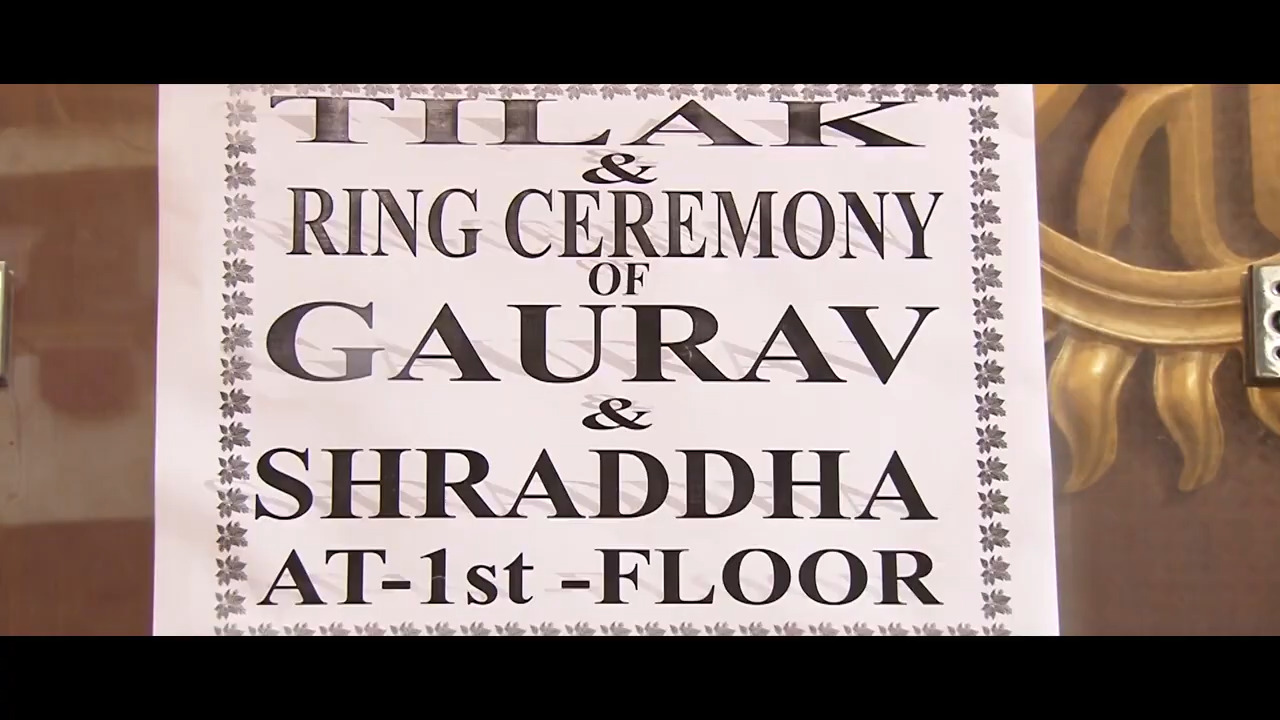 TILAK
&
RING CEREMONY
OF
GAURAV
&
SHRADDHA
AT-1st -FLOOR